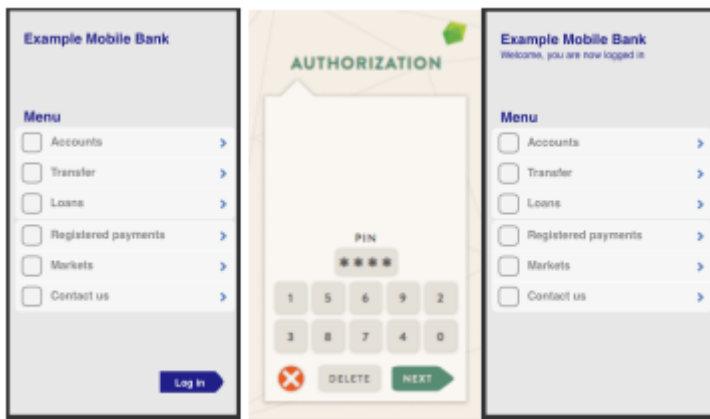 Example Mobile Bank
Menu
Accounts
Transfer
Loans
Registered payments
Markets
Contact us
Log in
AUTHORIZATION
PIN
****
1 5 6 9 2
3 8 7 4 0
DELETE NEXT
Example Mobile Bank
Welcome, you are now logged in
Menu
Accounts
Transfer
Loans
Registered payments
Markets
Contact us